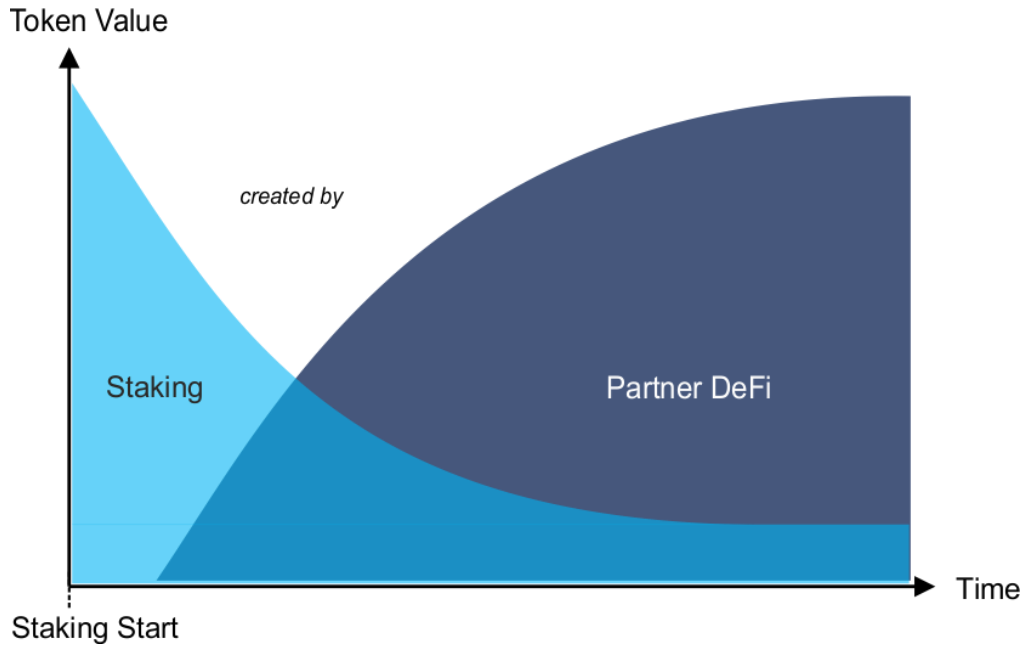 Token Value
created by
Staking
Partner DeFi
Time
Staking Start